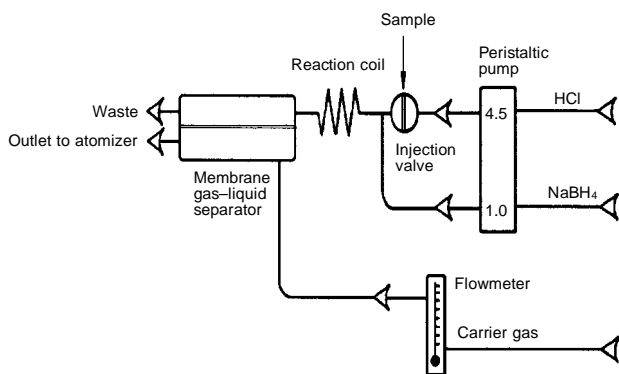 Sample
Peristaltic
pump
Reaction coil
Waste
Outlet to atomizer
4.5
HCl
Injection
valve
Membrane
gas–liquid
separator
1.0
NaBH4
Flowmeter
Carrier gas